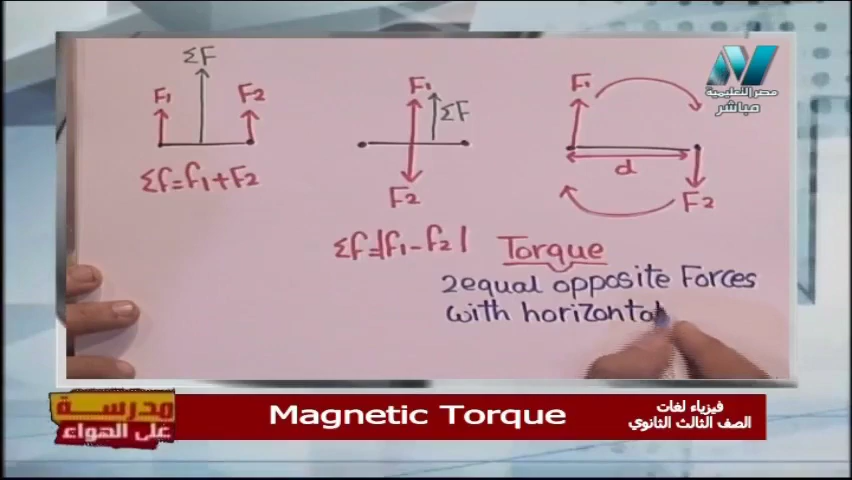 ΣF
F₁
F₂
Σf=f₁+F₂
F₁
ΣF
F₂
Σf=|f₁-f₂|
F₁
d
F₂
Torque
2equal opposite Forces
with horizontal
مصر التعليمية
مباشر
مدرسة
على الهواء
Magnetic Torque
فيزياء لغات
الصف الثالث الثانوي